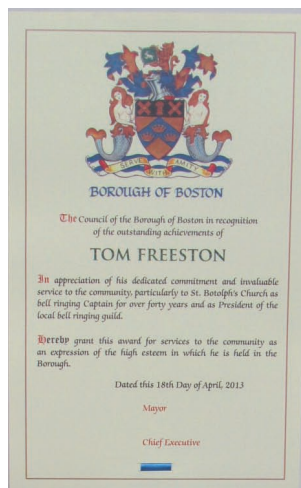 SERVE WITH AMITY
BOROUGH OF BOSTON
The Council of the Borough of Boston in recognition
of the outstanding achievements of
TOM FREESTON
In appreciation of his dedicated commitment and invaluable
service to the community, particularly to St. Botolph's Church as
bell ringing Captain for over forty years and as President of the
local bell ringing guild.
Hereby grant this award for services to the community as
an expression of the high esteem in which he is held in the
Borough.
Dated this 18th Day of April, 2013
Mayor
Chief Executive